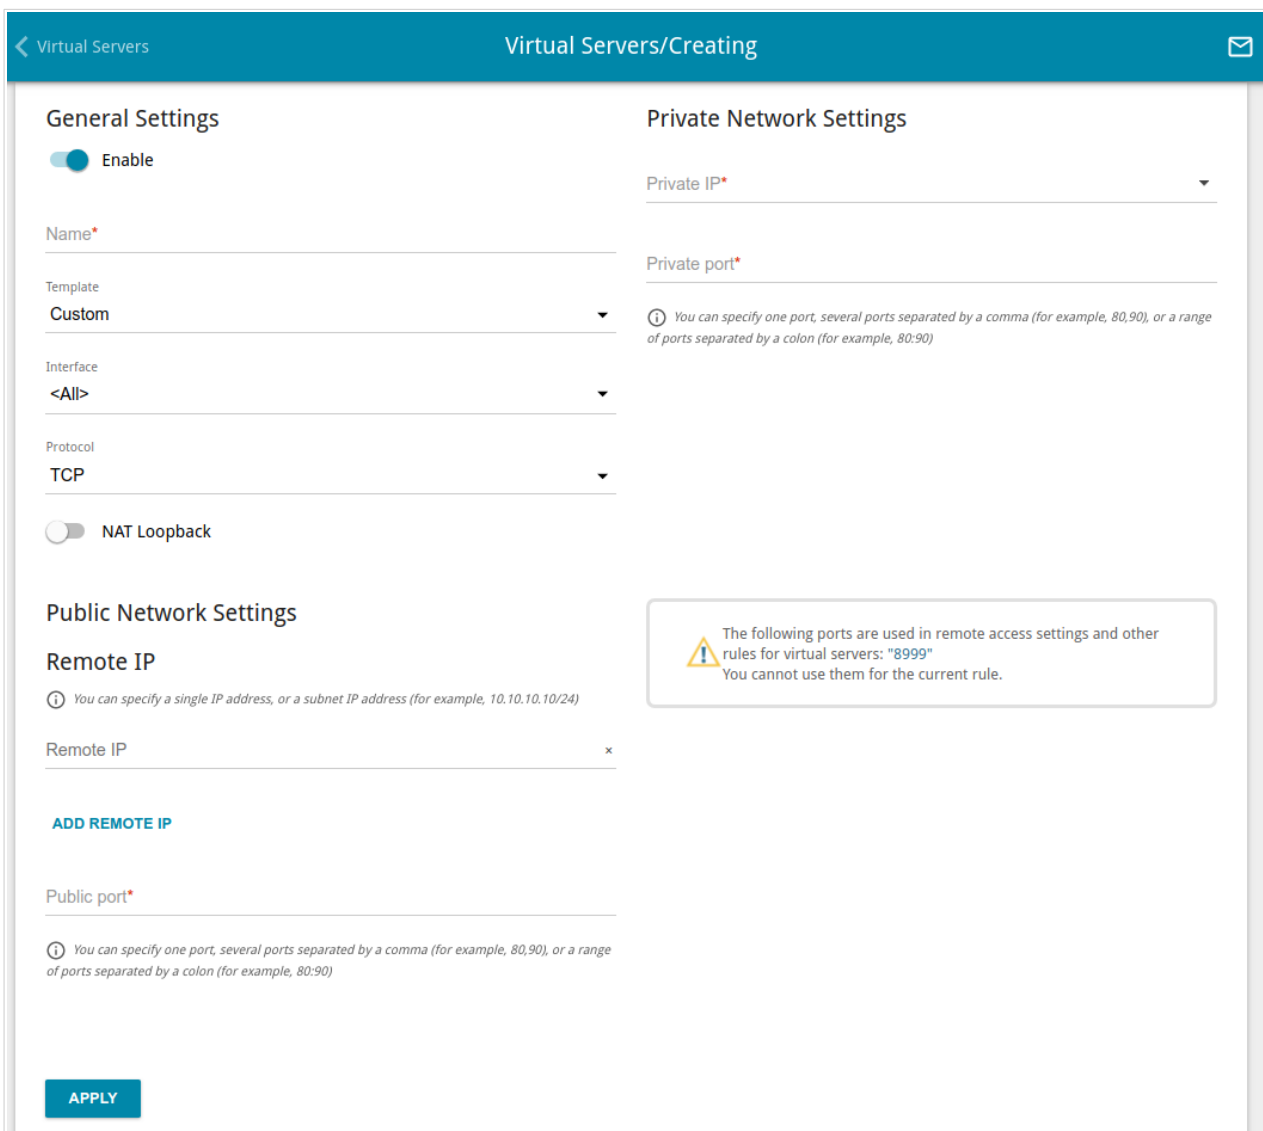 Virtual Servers
Virtual Servers/Creating
General Settings
Enable
Name*
Template
Custom
Interface
<All>
Protocol
TCP
NAT Loopback
Private Network Settings
Private IP*
Private port*
You can specify one port, several ports separated by a comma (for example, 80,90), or a range
of ports separated by a colon (for example, 80:90)
Public Network Settings
Remote IP
You can specify a single IP address, or a subnet IP address (for example, 10.10.10.10/24)
Remote IP
ADD REMOTE IP
Public port*
You can specify one port, several ports separated by a comma (for example, 80,90), or a range
of ports separated by a colon (for example, 80:90)
The following ports are used in remote access settings and other
rules for virtual servers: "8999"
You cannot use them for the current rule.
APPLY